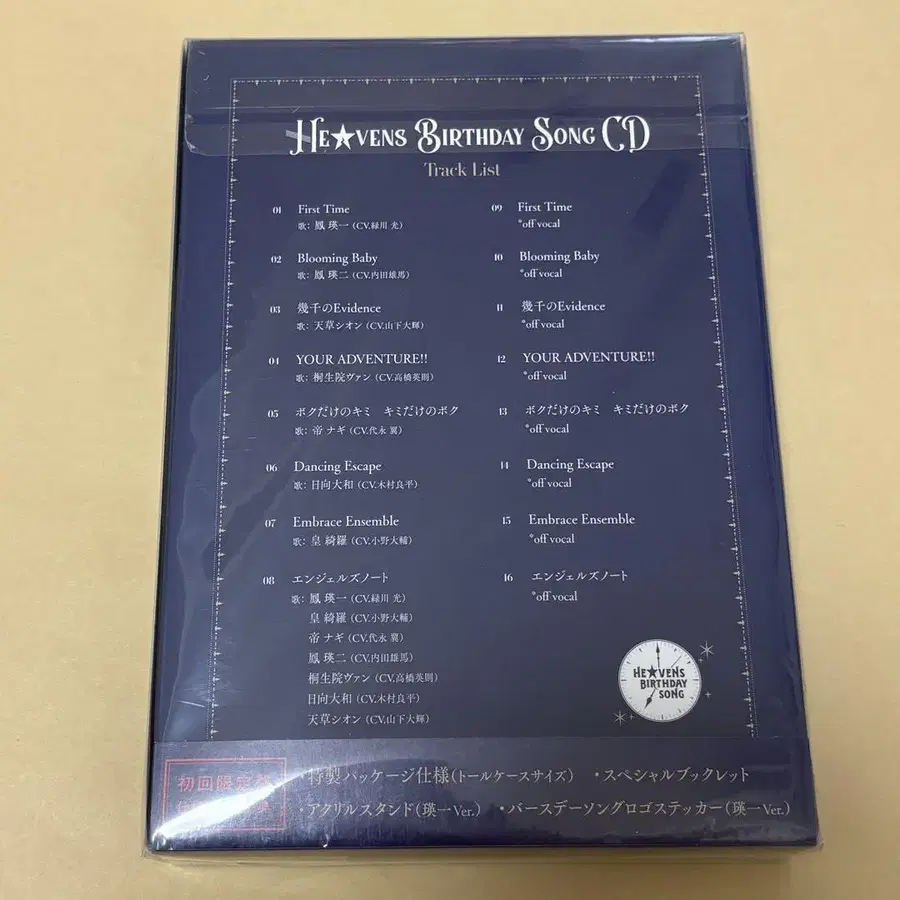 HE★VENS BIRTHDAY SONG CD
Track List
01 First Time
歌: 鳳 瑛一 (CV.緑川 光)
02 Blooming Baby
歌: 鳳 瑛二 (CV.内田雄馬)
03 幾千のEvidence
歌: 天草シオン (CV.山下大輝)
04 YOUR ADVENTURE!!
歌: 桐生院ヴァン (CV.高橋英則)
05 ボクだけのキミ キミだけのボク
歌: 帝 ナギ (CV.代永 翼)
06 Dancing Escape
歌: 日向大和 (CV.木村良平)
07 Embrace Ensemble
歌: 皇 綺羅 (CV.小野大輔)
08 エンジェルズノート
歌: 鳳 瑛一 (CV.緑川 光)
皇 綺羅 (CV.小野大輔)
帝 ナギ (CV.代永 翼)
鳳 瑛二 (CV.内田雄馬)
桐生院ヴァン (CV.高橋英則)
日向大和 (CV.木村良平)
天草シオン (CV.山下大輝)
09 First Time
*off vocal
10 Blooming Baby
*off vocal
11 幾千のEvidence
*off vocal
12 YOUR ADVENTURE!!
*off vocal
13 ボクだけのキミ キミだけのボク
*off vocal
14 Dancing Escape
*off vocal
15 Embrace Ensemble
*off vocal
16 エンジェルズノート
*off vocal
HE★VENS
BIRTHDAY
SONG
初回限定盤
・特製パッケージ仕様(トールケースサイズ) ・スペシャルブックレット
・アクリルスタンド(瑛一Ver.) ・バースデーソングロゴステッカー(瑛一Ver.)